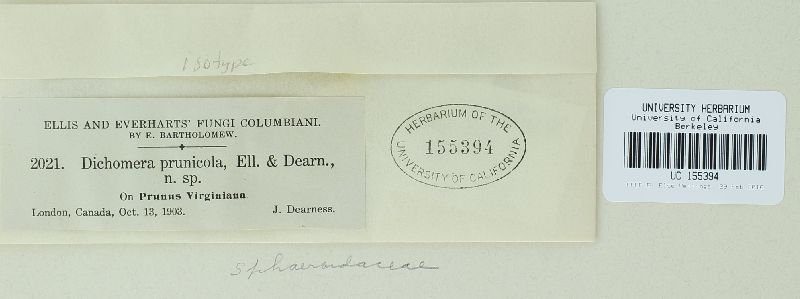 isotype
ELLIS AND EVERHARTS' FUNGI COLUMBIANI.
BY E. BARTHOLOMEW.
2021. Dichomera prunicola, Ell. & Dearn.,
n. sp.
On Prunus Virginiana
London, Canada, Oct. 13, 1903. J. Dearness.
HERBARIUM OF THE
155394
UNIVERSITY OF CALIFORNIA
UNIVERSITY HERBARIUM
University of California
Berkeley
UC 155394
Sphaerioidaceae